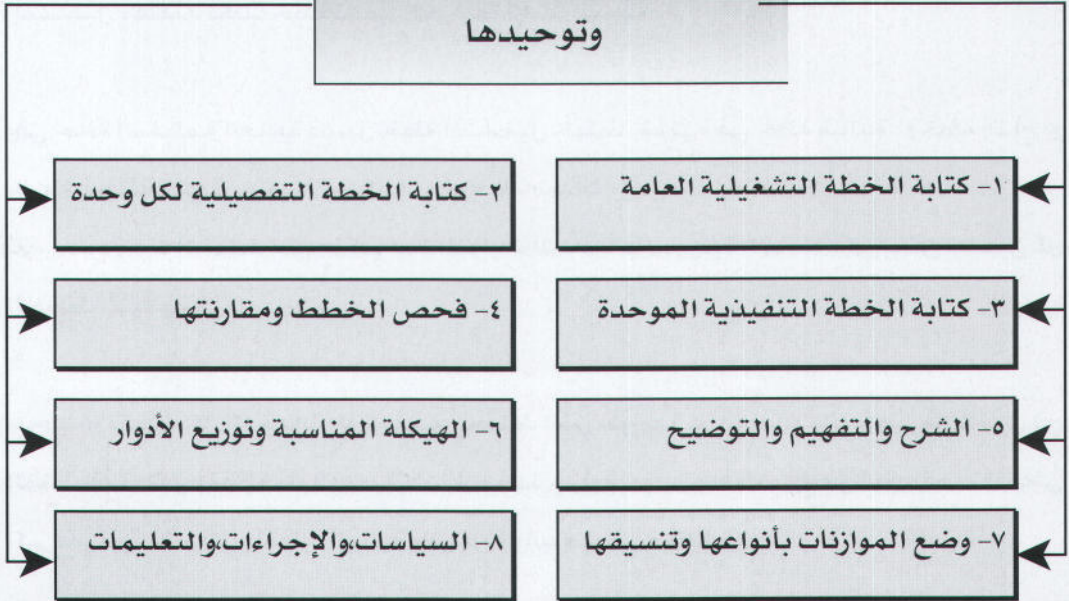 وتوحيدها
١- كتابة الخطة التشغيلية العامة
٢- كتابة الخطة التفصيلية لكل وحدة
٣- كتابة الخطة التنفيذية الموحدة
٤- فحص الخطط ومقارنتها
٥- الشرح والتفهيم والتوضيح
٦- الهيكلة المناسبة وتوزيع الأدوار
٧- وضع الموازنات بأنواعها وتنسيقها
٨- السياسات،والإجراءات،والتعليمات